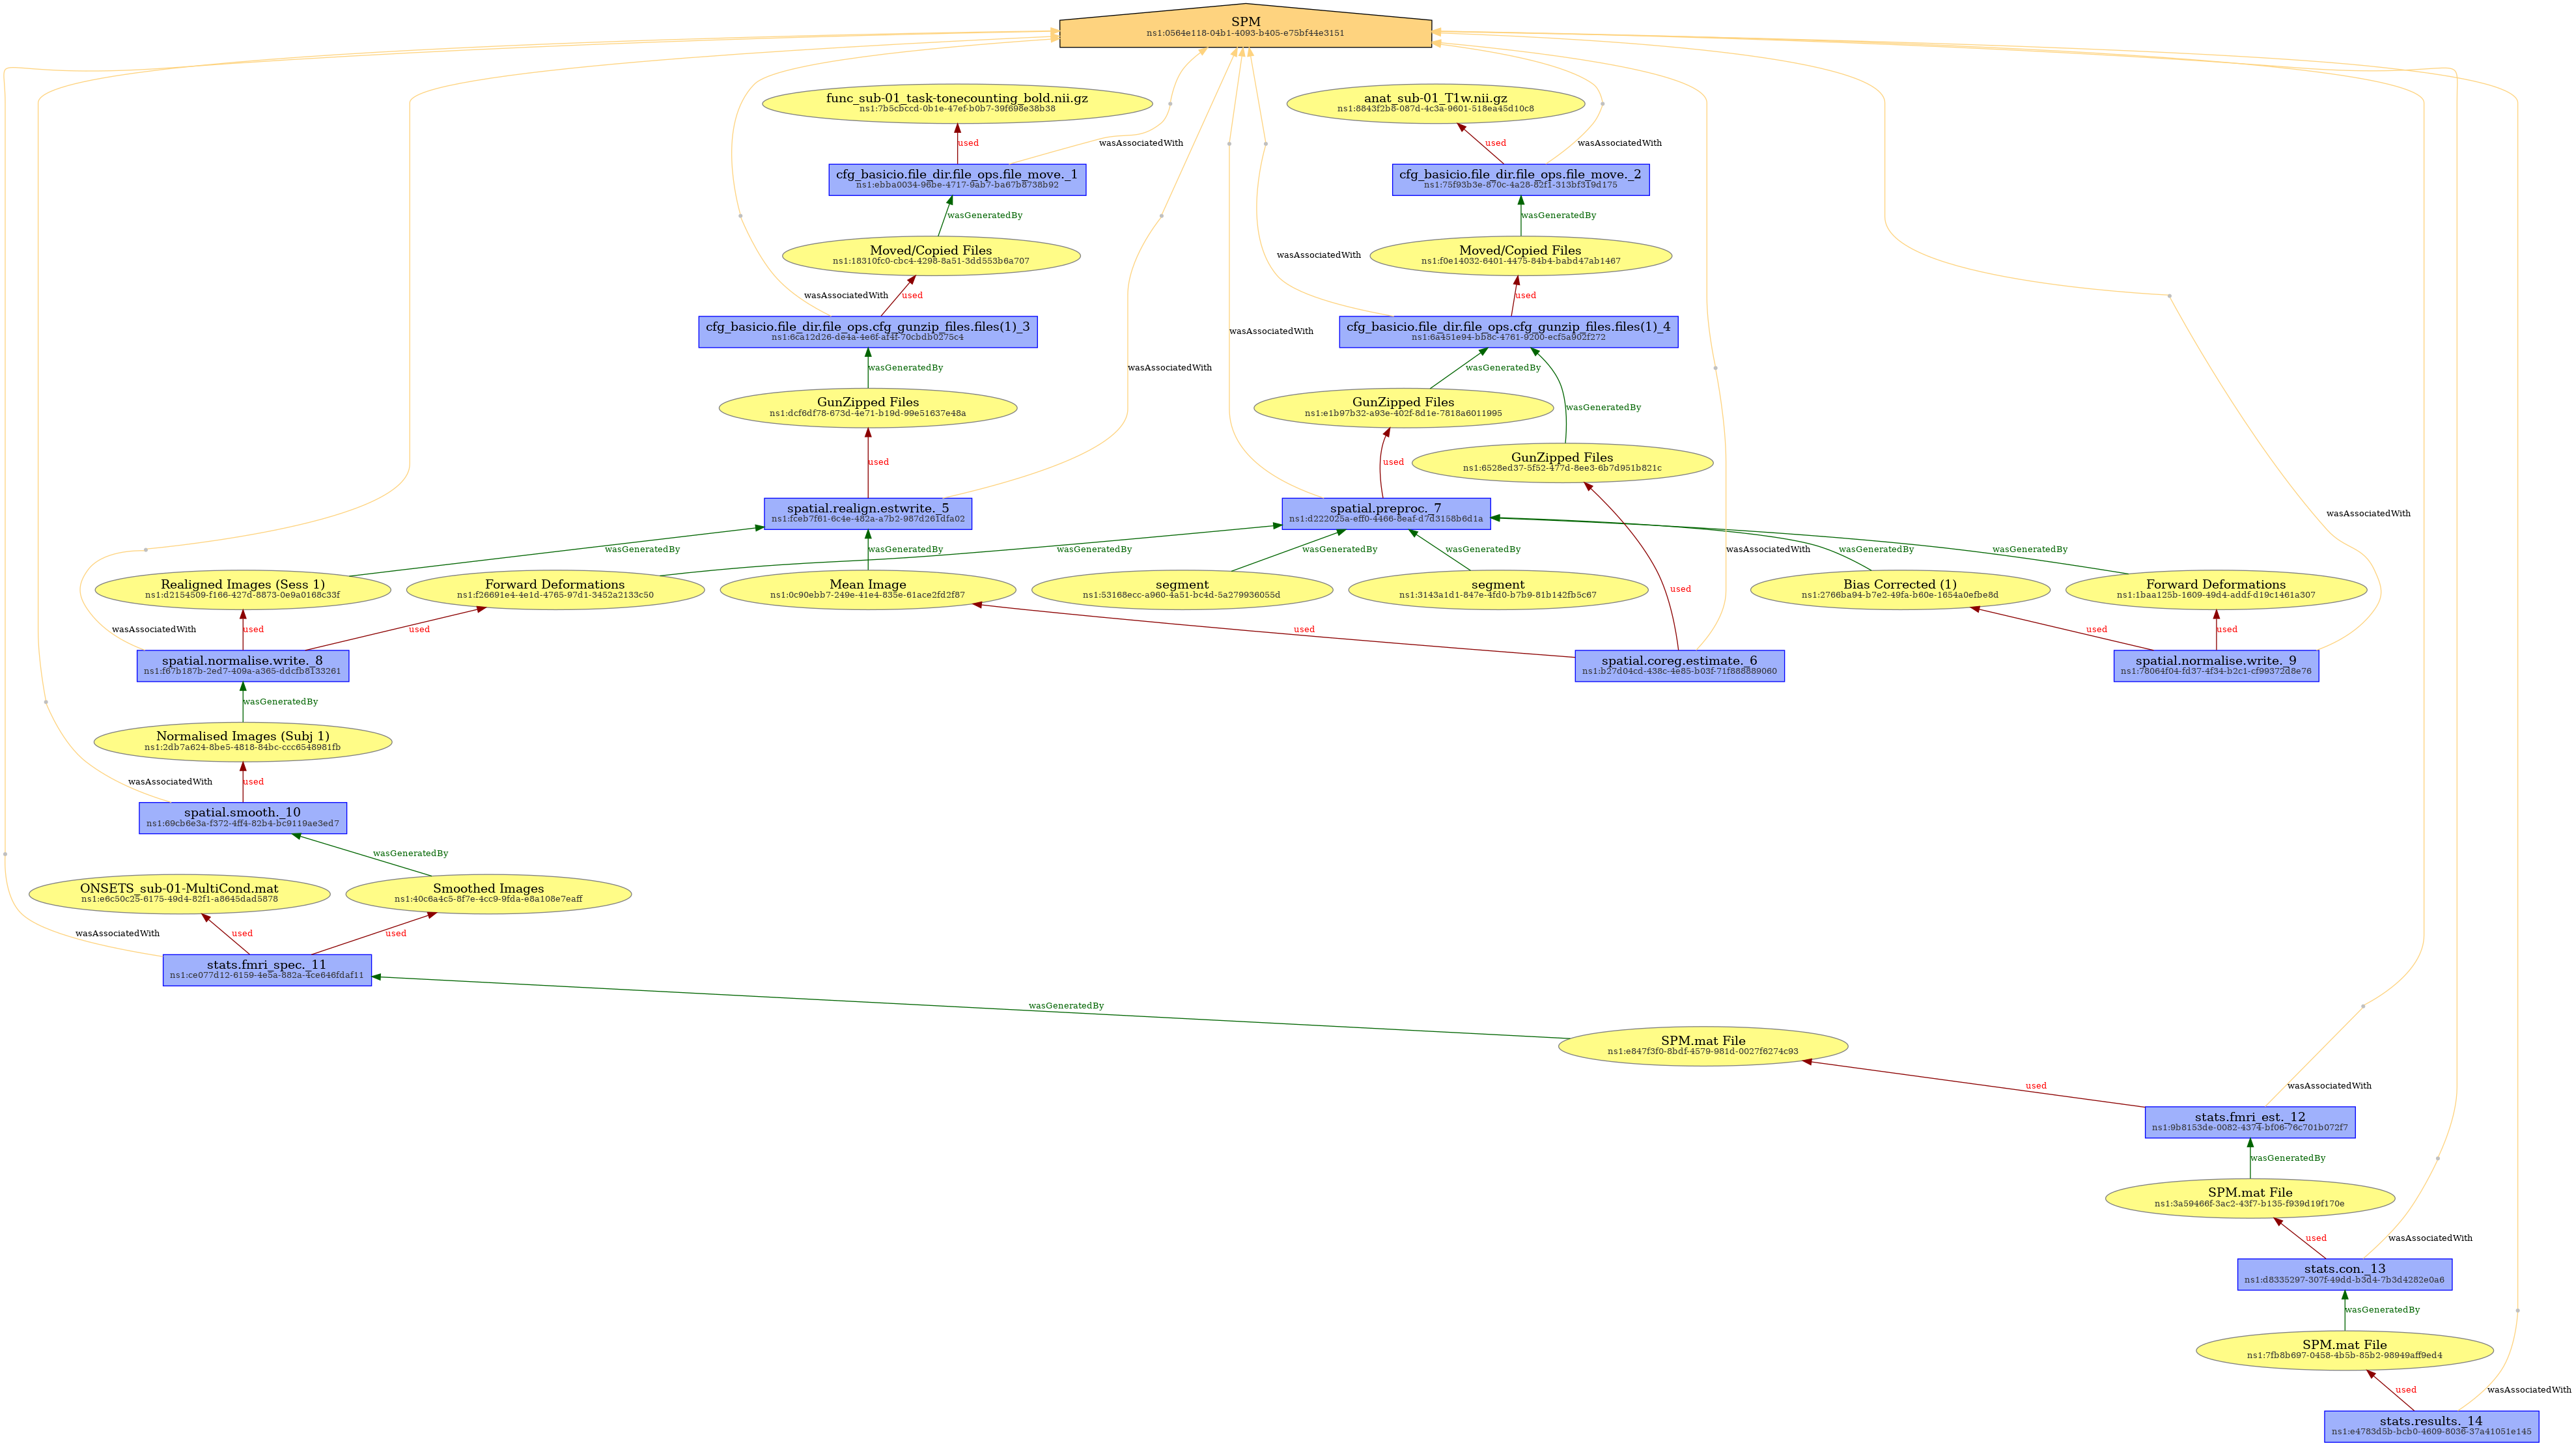 SPM
ns1:0564e118-04b1-4093-b405-e75bf44e3151
func_sub-01_task-tonecounting_bold.nii.gz
ns1:7b5cbccd-0b1e-47ef-b0b7-39f698e38b38
anat_sub-01_T1w.nii.gz
ns1:8843f2b8-087d-4c3a-9601-518ea45d10c8
used
wasAssociatedWith
used
wasAssociatedWith
cfg_basicio.file_dir.file_ops.file_move._1
ns1:ebba0034-96be-4717-9ab7-ba67b8738b92
cfg_basicio.file_dir.file_ops.file_move._2
ns1:75f93b3e-870c-4a28-82f1-313bf319d175
wasGeneratedBy
wasGeneratedBy
Moved/Copied Files
ns1:18310fc0-cbc4-4298-8a51-3dd553b6a707
wasAssociatedWith
Moved/Copied Files
ns1:f0e14032-6401-4475-84b4-babd47ab1467
wasAssociatedWith
used
used
cfg_basicio.file_dir.file_ops.cfg_gunzip_files.files(1)_3
ns1:6ca12d26-de4a-4e6f-af4f-70cbdb0275c4
wasAssociatedWith
cfg_basicio.file_dir.file_ops.cfg_gunzip_files.files(1)_4
ns1:6a451e94-bb8c-4761-9200-ecf5a902f272
wasGeneratedBy
wasAssociatedWith
wasGeneratedBy
GunZipped Files
ns1:dcf6df78-673d-4e71-b19d-99e51637e48a
GunZipped Files
ns1:e1b97b32-a93e-402f-8d1e-7818a6011995
wasGeneratedBy
used
used
GunZipped Files
ns1:6528ed37-5f52-477d-8ee3-6b7d951b821c
spatial.realign.estwrite._5
ns1:fceb7f61-6c4e-482a-a7b2-987d261dfa02
spatial.preproc._7
ns1:d222025a-eff0-4466-8eaf-d7d3158b6d1a
wasAssociatedWith
wasGeneratedBy
wasGeneratedBy
wasGeneratedBy
wasGeneratedBy
wasGeneratedBy
wasAssociatedWith
wasGeneratedBy
wasGeneratedBy
Realigned Images (Sess 1)
ns1:d2154509-f166-427d-8873-0e9a0168c33f
Forward Deformations
ns1:f26691e4-4e1d-4765-97d1-3452a2133c50
Mean Image
ns1:0c90ebb7-249e-41e4-835e-61ace2fd2f87
segment
ns1:53168ecc-a960-4a51-bc4d-5a279936055d
segment
ns1:3143a1d1-847e-4fd0-b7b9-81b142fb5c67
used
Bias Corrected (1)
ns1:2766ba94-b7e2-49fa-b60e-1654a0efbe8d
Forward Deformations
ns1:1baa125b-1609-49d4-addf-d19c1461a307
wasAssociatedWith
used
used
used
used
used
spatial.normalise.write._8
ns1:f67b187b-2ed7-409a-a365-ddcfb8133261
spatial.coreg.estimate._6
ns1:b27d04cd-438c-4e85-b03f-71f888889060
spatial.normalise.write._9
ns1:78064f04-fd37-4f34-b2c1-cf99372d8e76
wasGeneratedBy
Normalised Images (Subj 1)
ns1:2db7a624-8be5-4818-84bc-ccc6548981fb
wasAssociatedWith
used
spatial.smooth._10
ns1:69cb6e3a-f372-4ff4-82b4-bc9119ae3ed7
wasGeneratedBy
ONSETS_sub-01-MultiCond.mat
ns1:e6c50c25-6175-49d4-82f1-a8645dad5878
Smoothed Images
ns1:40c6a4c5-8f7e-4cc9-9fda-e8a108e7eaff
wasAssociatedWith
used
used
stats.fmri_spec._11
ns1:ce077d12-6159-4e5a-882a-4ce646fdaf11
wasGeneratedBy
SPM.mat File
ns1:e847f3f0-8bdf-4579-981d-0027f6274c93
used
wasAssociatedWith
stats.fmri_est._12
ns1:9b8153de-0082-4374-bf06-76c701b072f7
wasGeneratedBy
SPM.mat File
ns1:3a59466f-3ac2-43f7-b135-f939d19f170e
used
wasAssociatedWith
stats.con._13
ns1:d8335297-307f-49dd-b3d4-7b3d4282e0a6
wasGeneratedBy
SPM.mat File
ns1:7fb8b697-0458-4b5b-85b2-98949aff9ed4
used
wasAssociatedWith
stats.results._14
ns1:e4783d5b-bcb0-4609-8036-37a41051e145